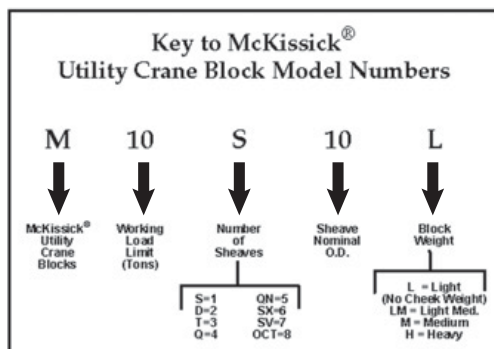 Key to McKissick®
Utility Crane Block Model Numbers
M 10 S 10 L
McKissick®
Utility
Crane
Blocks
Working
Load
Limit
(Tons)
Number
of
Sheaves
Sheave
Nominal
O.D.
Block
Weight
S=1 QN=5
D=2 SX=6
T=3 SV=7
Q=4 OCT=8
L = Light
(No Cheek Weight)
LM = Light Med.
M = Medium
H = Heavy